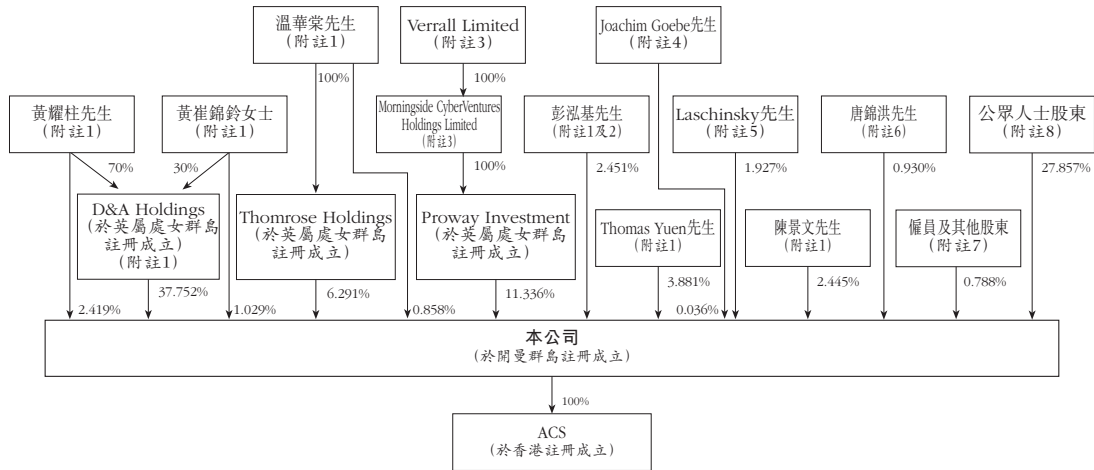 溫華棠先生
(附註1)
Verrall Limited
(附註3)
Joachim Goebe先生
(附註4)
100%
100%
黃耀柱先生
(附註1)
黃崔錦鈴女士
(附註1)
Morningside CyberVentures
Holdings Limited
(附註3)
彭泓基先生
(附註1及2)
Laschinsky先生
(附註5)
唐錦洪先生
(附註6)
公眾人士股東
(附註8)
70%
30%
100%
2.451%
1.927%
0.930%
27.857%
D&A Holdings
(於英屬處女群島
註冊成立)
(附註1)
Thomrose Holdings
(於英屬處女群島
註冊成立)
Proway Investment
(於英屬處女群島
註冊成立)
Thomas Yuen先生
(附註1)
陳景文先生
(附註1)
僱員及其他股東
(附註7)
2.419%
37.752%
1.029%
6.291%
0.858%
11.336%
3.881%
0.036%
2.445%
0.788%
本公司
(於開曼群島註冊成立)
100%
ACS
(於香港註冊成立)